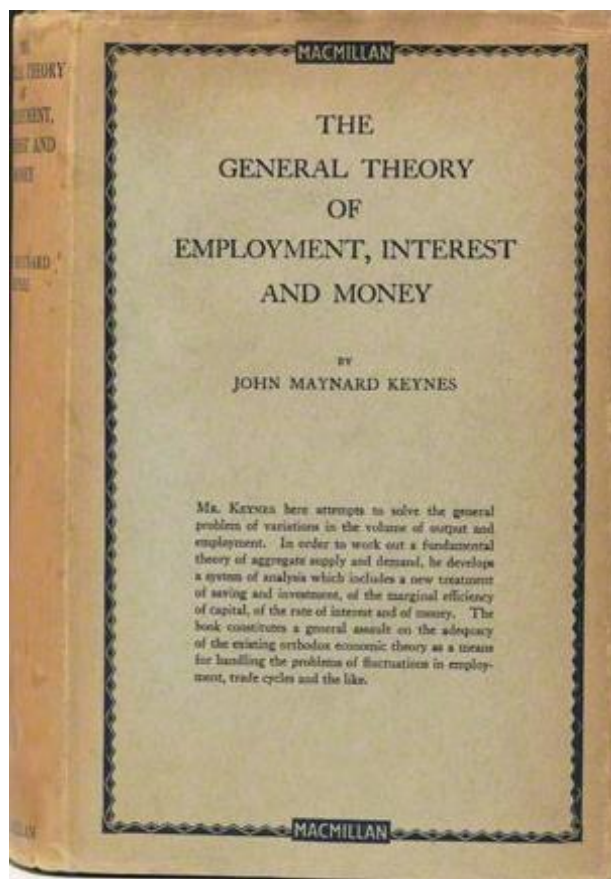 MACMILLAN
THE
GENERAL THEORY
OF
EMPLOYMENT, INTEREST
AND MONEY
BY
JOHN MAYNARD KEYNES
MR. KEYNES here attempts to solve the general
problem of variations in the volume of output and
employment. In order to work out a fundamental
theory of aggregate supply and demand, he develops
a system of analysis which includes a new treatment
of saving and investment, of the marginal efficiency
of capital, of the rate of interest and of money. The
book constitutes a general assault on the adequacy
of the existing orthodox economic theory as a means
for handling the problems of fluctuations in employ-
ment, trade cycles and the like.
MACMILLAN
THEORY
AND